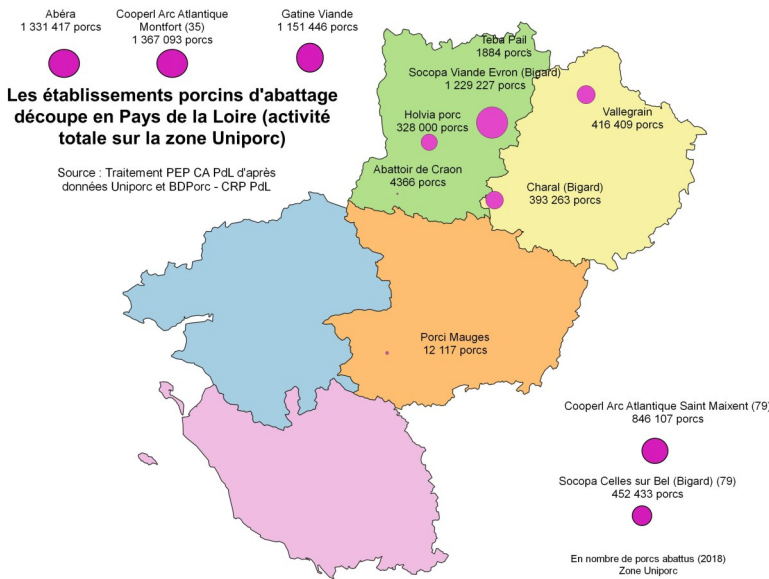 Abéra
1 331 417 porcs
Cooperl Arc Atlantique
Montfort (35)
1 367 093 porcs
Gatine Viande
1 151 446 porcs
Les établissements porcins d'abattage
découpe en Pays de la Loire (activité
totale sur la zone Uniporc)
Source : Traitement PEP CA PdL d'après
données Uniporc et BDPorc - CRP PdL
Teba Pail
1884 porcs
Socopa Viande Evron (Bigard)
1 229 227 porcs
Holvia porc
328 000 porcs
Abattoir de Craon
4366 porcs
Vallegrain
416 409 porcs
Charal (Bigard)
393 263 porcs
Porci Mauges
12 117 porcs
Cooperl Arc Atlantique Saint Maixent (79)
846 107 porcs
Socopa Celles sur Bel (Bigard) (79)
452 433 porcs
En nombre de porcs abattus (2018)
Zone Uniporc